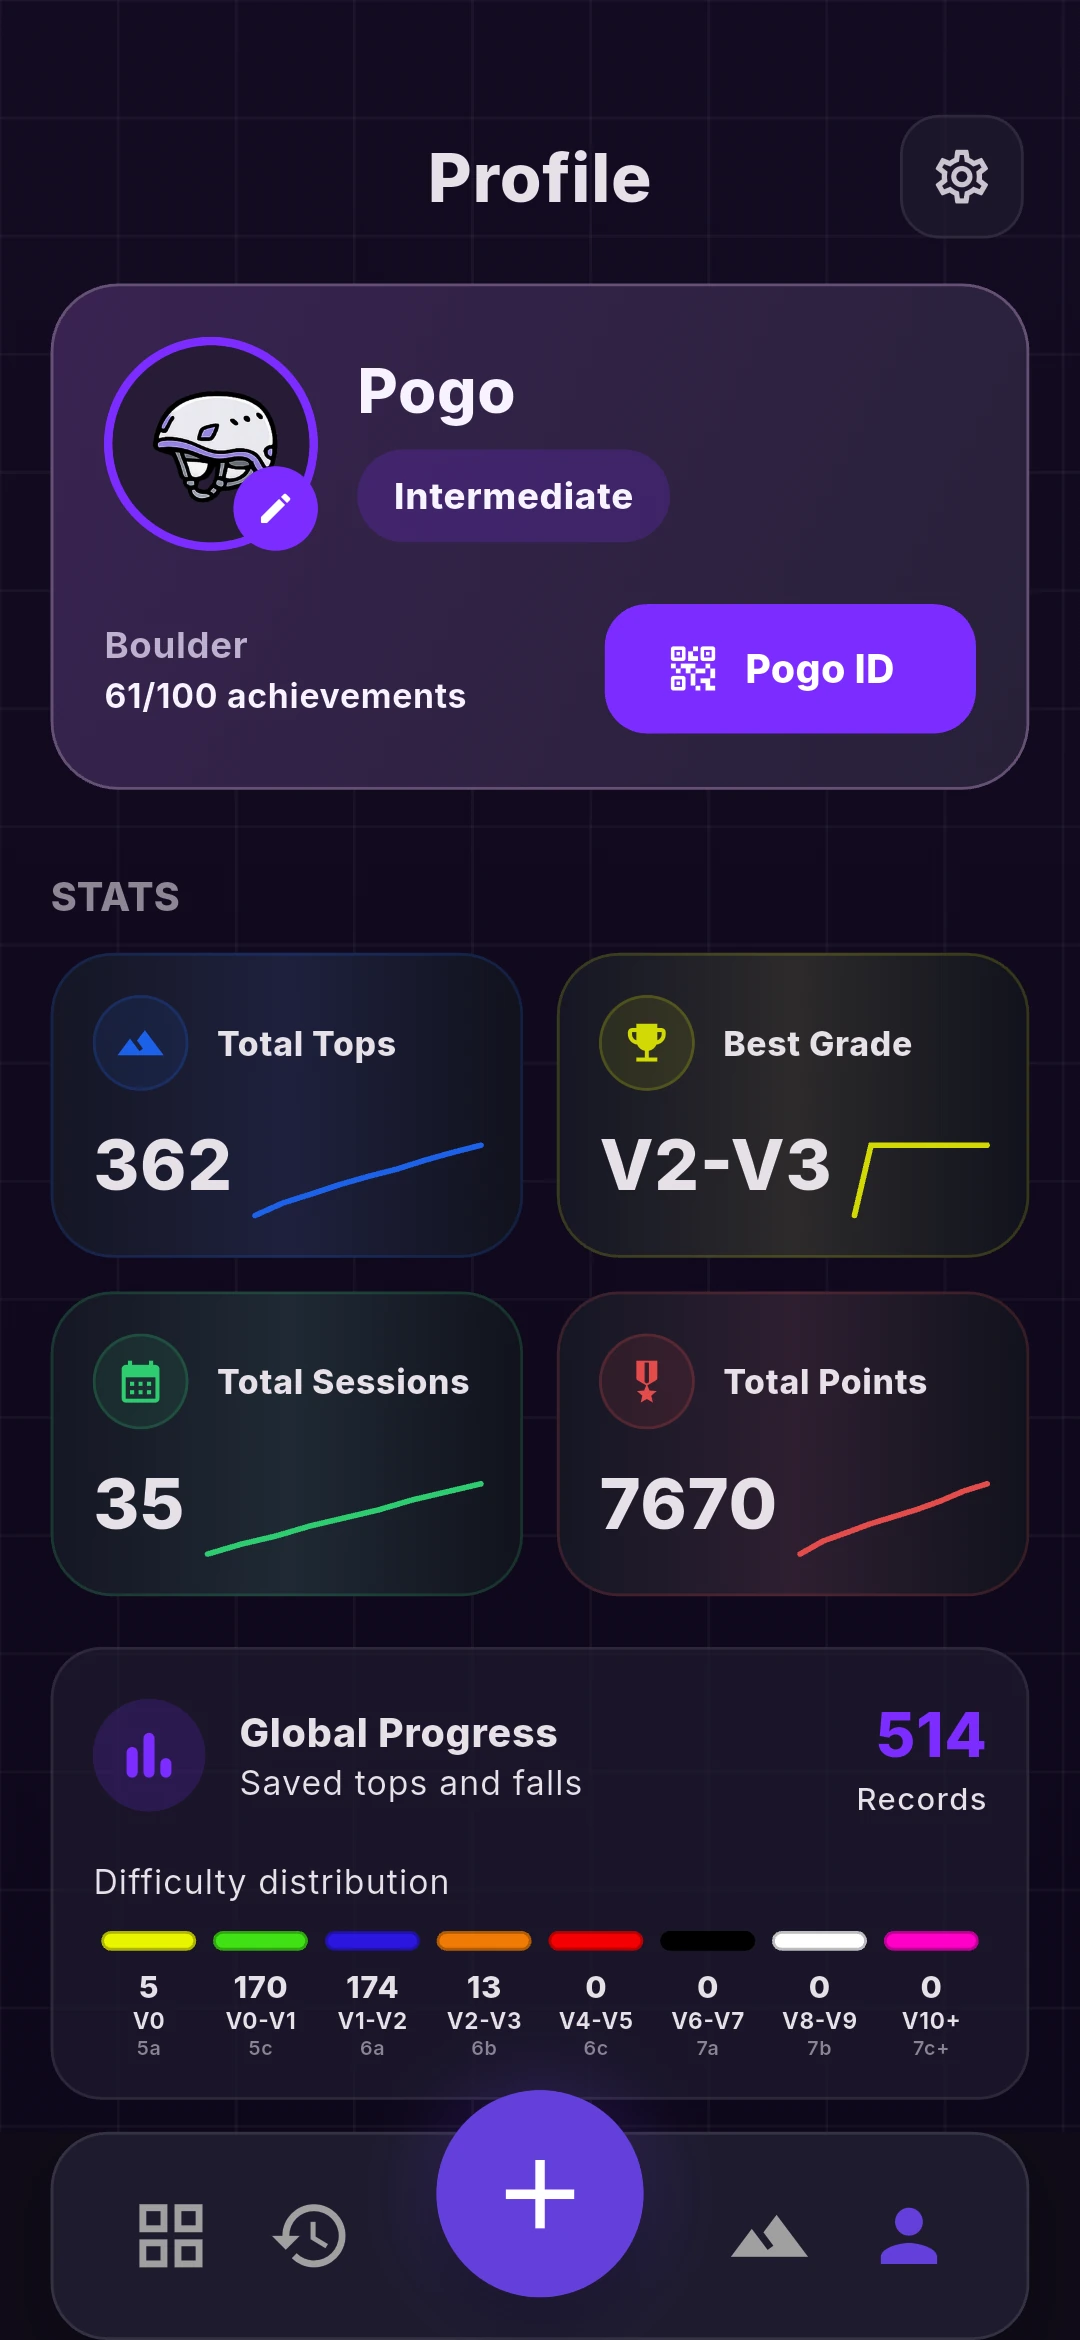 Profile
Pogo
Intermediate
Boulder
61/100 achievements
Pogo ID
STATS
Total Tops
362
Best Grade
V2-V3
Total Sessions
35
Total Points
7670
Global Progress
Saved tops and falls
514
Records
Difficulty distribution
5 170 174 13 0 0 0 0
V0 V0-V1 V1-V2 V2-V3 V4-V5 V6-V7 V8-V9 V10+
5a 5c 6a 6b 6c 7a 7b 7c+